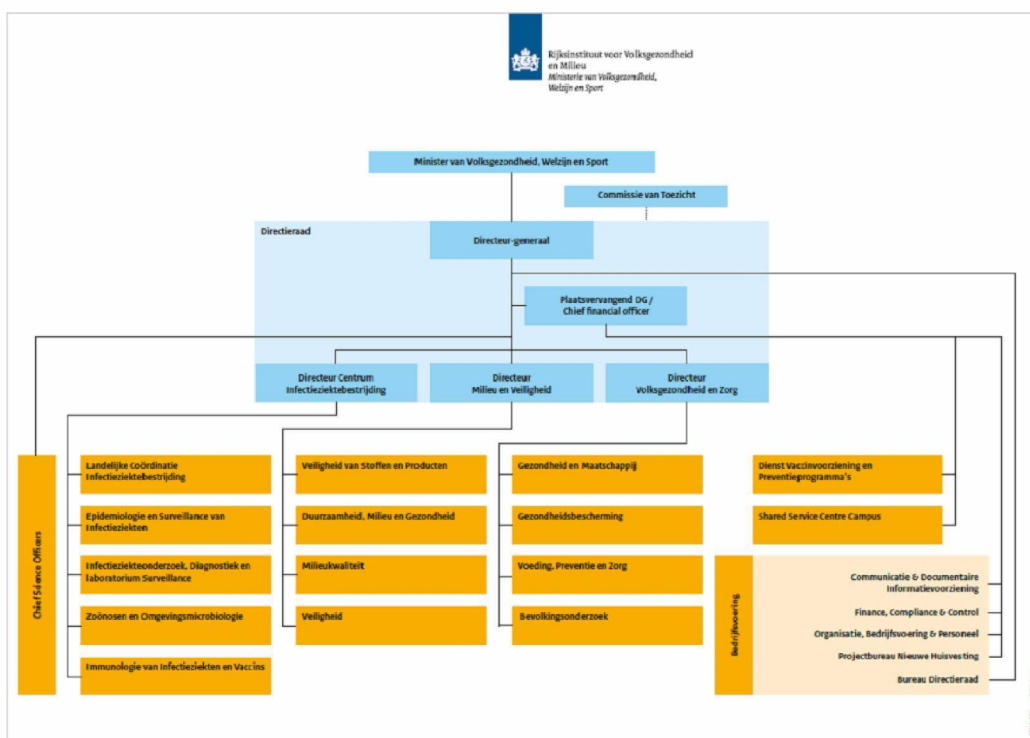 Rijksinstituut voor Volksgezondheid
en Milieu
Ministerie van Volksgezondheid,
Welzijn en Sport
Minister van Volksgezondheid, Welzijn en Sport
Commissie van Toezicht
Directieraad
Directeur-generaal
Plaatsvervangend DG /
Chief financial officer
Directeur Centrum
Infectieziektebestrijding
Directeur
Milieu en Veiligheid
Directeur
Volksgezondheid en Zorg
Chief Science Officers
Landelijke Coördinatie
Infectieziektebestrijding
Epidemiologie en Surveillance van
Infectieziekten
Infectieziekteonderzoek, Diagnostiek en
laboratorium Surveillance
Zoönosen en Omgevingsmicrobiologie
Immunologie van Infectieziekten en Vaccins
Veiligheid van Stoffen en Producten
Duurzaamheid, Milieu en Gezondheid
Milieukwaliteit
Veiligheid
Gezondheid en Maatschappij
Gezondheidsbescherming
Voeding, Preventie en Zorg
Bevolkingsonderzoek
Dienst Vaccinvoorziening en
Preventieprogramma's
Shared Service Centre Campus
Bedrijfsvoering
Communicatie & Documentaire
Informatievoorziening
Finance, Compliance & Control
Organisatie, Bedrijfsvoering & Personeel
Projectbureau Nieuwe Huisvesting
Bureau Directieraad